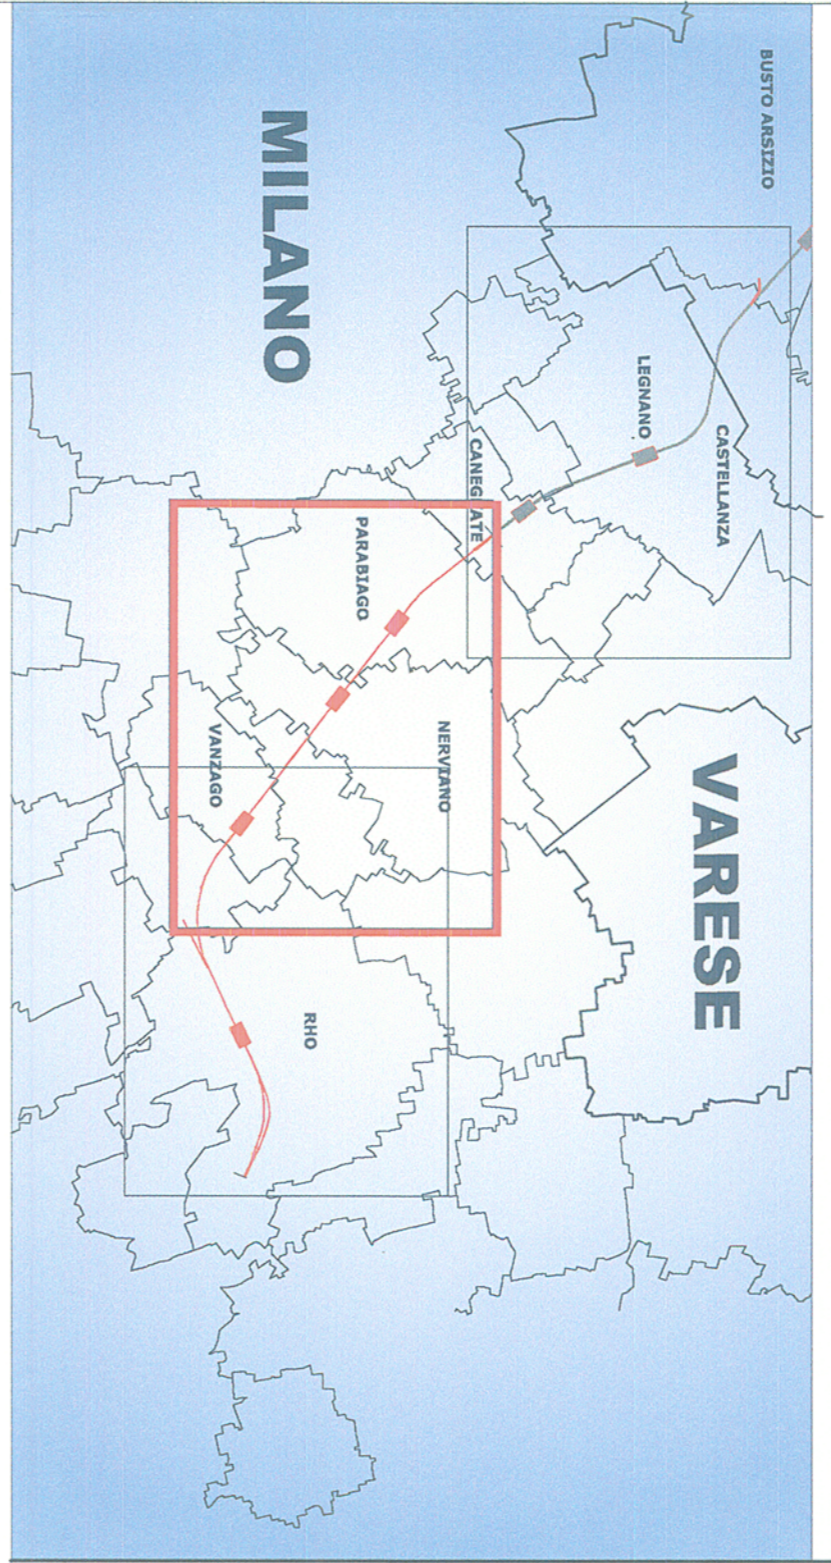 BUSTO ARSIZIO
CASTELLANZA
LEGNANO
VARESE
CANEGRATE
NERVIANO
PARABIAGO
RHO
MILANO
VANZAGO